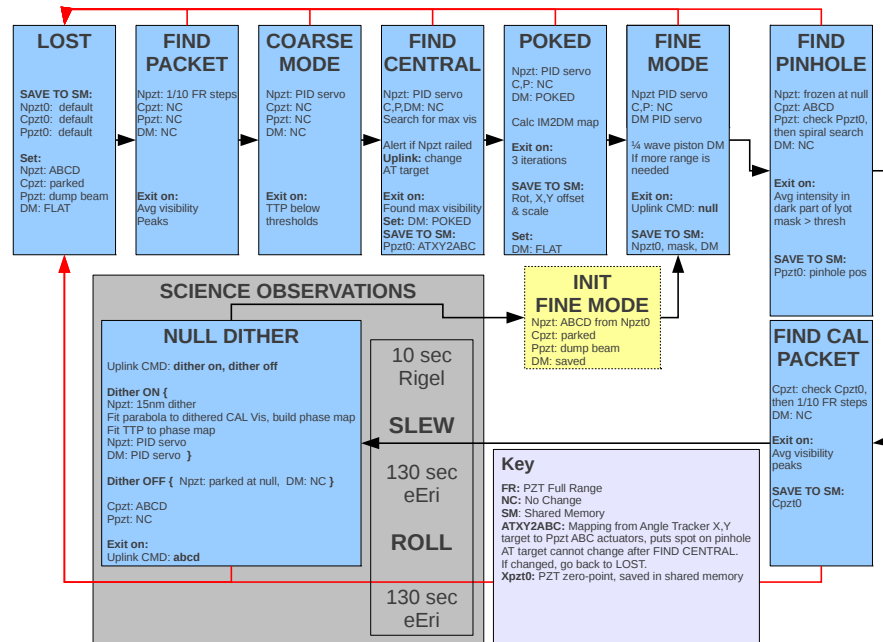 LOST
SAVE TO SM:
Npzt0: default
Cpzt0: default
Ppzt0: default
Set:
Npzt: ABCD
Cpzt: parked
Ppzt: dump beam
DM: FLAT
FIND
PACKET
Npzt: 1/10 FR steps
Cpzt: NC
Ppzt: NC
DM: NC
Exit on:
Avg visibility
Peaks
COARSE
MODE
Npzt: PID servo
Cpzt: NC
Ppzt: NC
DM: NC
Exit on:
TTP below
thresholds
FIND
CENTRAL
Npzt: PID servo
C,P,DM: NC
Search for max vis
Alert if Npzt railed
Uplink: change
AT target
Exit on:
Found max visibility
Set: DM: POKED
SAVE TO SM:
Ppzt0: ATXY2ABC
POKED
Npzt: PID servo
C,P: NC
DM: POKED
Calc IM2DM map
Exit on:
3 iterations
SAVE TO SM:
Rot, X,Y offset
& scale
Set:
DM: FLAT
FINE
MODE
Npzt PID servo
C,P: NC
DM PID servo
¼ wave piston DM
If more range is
needed
Exit on:
Uplink CMD: null
SAVE TO SM:
Npzt0, mask, DM
FIND
PINHOLE
Npzt: frozen at null
Cpzt: ABCD
Ppzt: check Ppzt0,
then spiral search
DM: NC
Exit on:
Avg intensity in
dark part of lyot
mask > thresh
SAVE TO SM:
Ppzt0: pinhole pos
SCIENCE OBSERVATIONS
NULL DITHER
Uplink CMD: dither on, dither off
Dither ON {
Npzt: 15nm dither
Fit parabola to dithered CAL Vis, build phase map
Fit TTP to phase map
Npzt: PID servo
DM: PID servo }
Dither OFF { Npzt: parked at null, DM: NC }
Cpzt: ABCD
Ppzt: NC
Exit on:
Uplink CMD: abcd
10 sec
Rigel
SLEW
130 sec
eEri
ROLL
130 sec
eEri
INIT
FINE MODE
Npzt: ABCD from Npzt0
Cpzt: parked
Ppzt: dump beam
DM: saved
FIND CAL
PACKET
Cpzt: check Cpzt0,
then 1/10 FR steps
DM: NC
Exit on:
Avg visibility
peaks
SAVE TO SM:
Cpzt0
Key
FR: PZT Full Range
NC: No Change
SM: Shared Memory
ATXY2ABC: Mapping from Angle Tracker X,Y
target to Ppzt ABC actuators, puts spot on pinhole
AT target cannot change after FIND CENTRAL.
If changed, go back to LOST.
Xpzt0: PZT zero-point, saved in shared memory